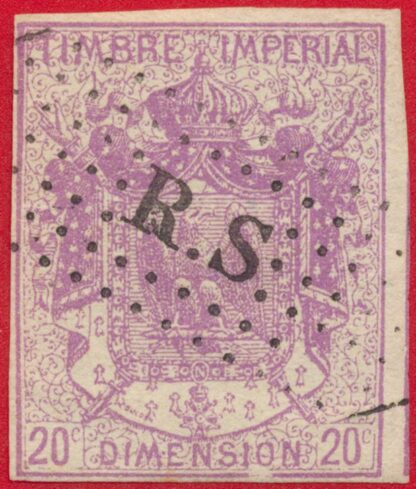 TIMBRE IMPERIAL
R.S
N
20c DIMENSION 20c